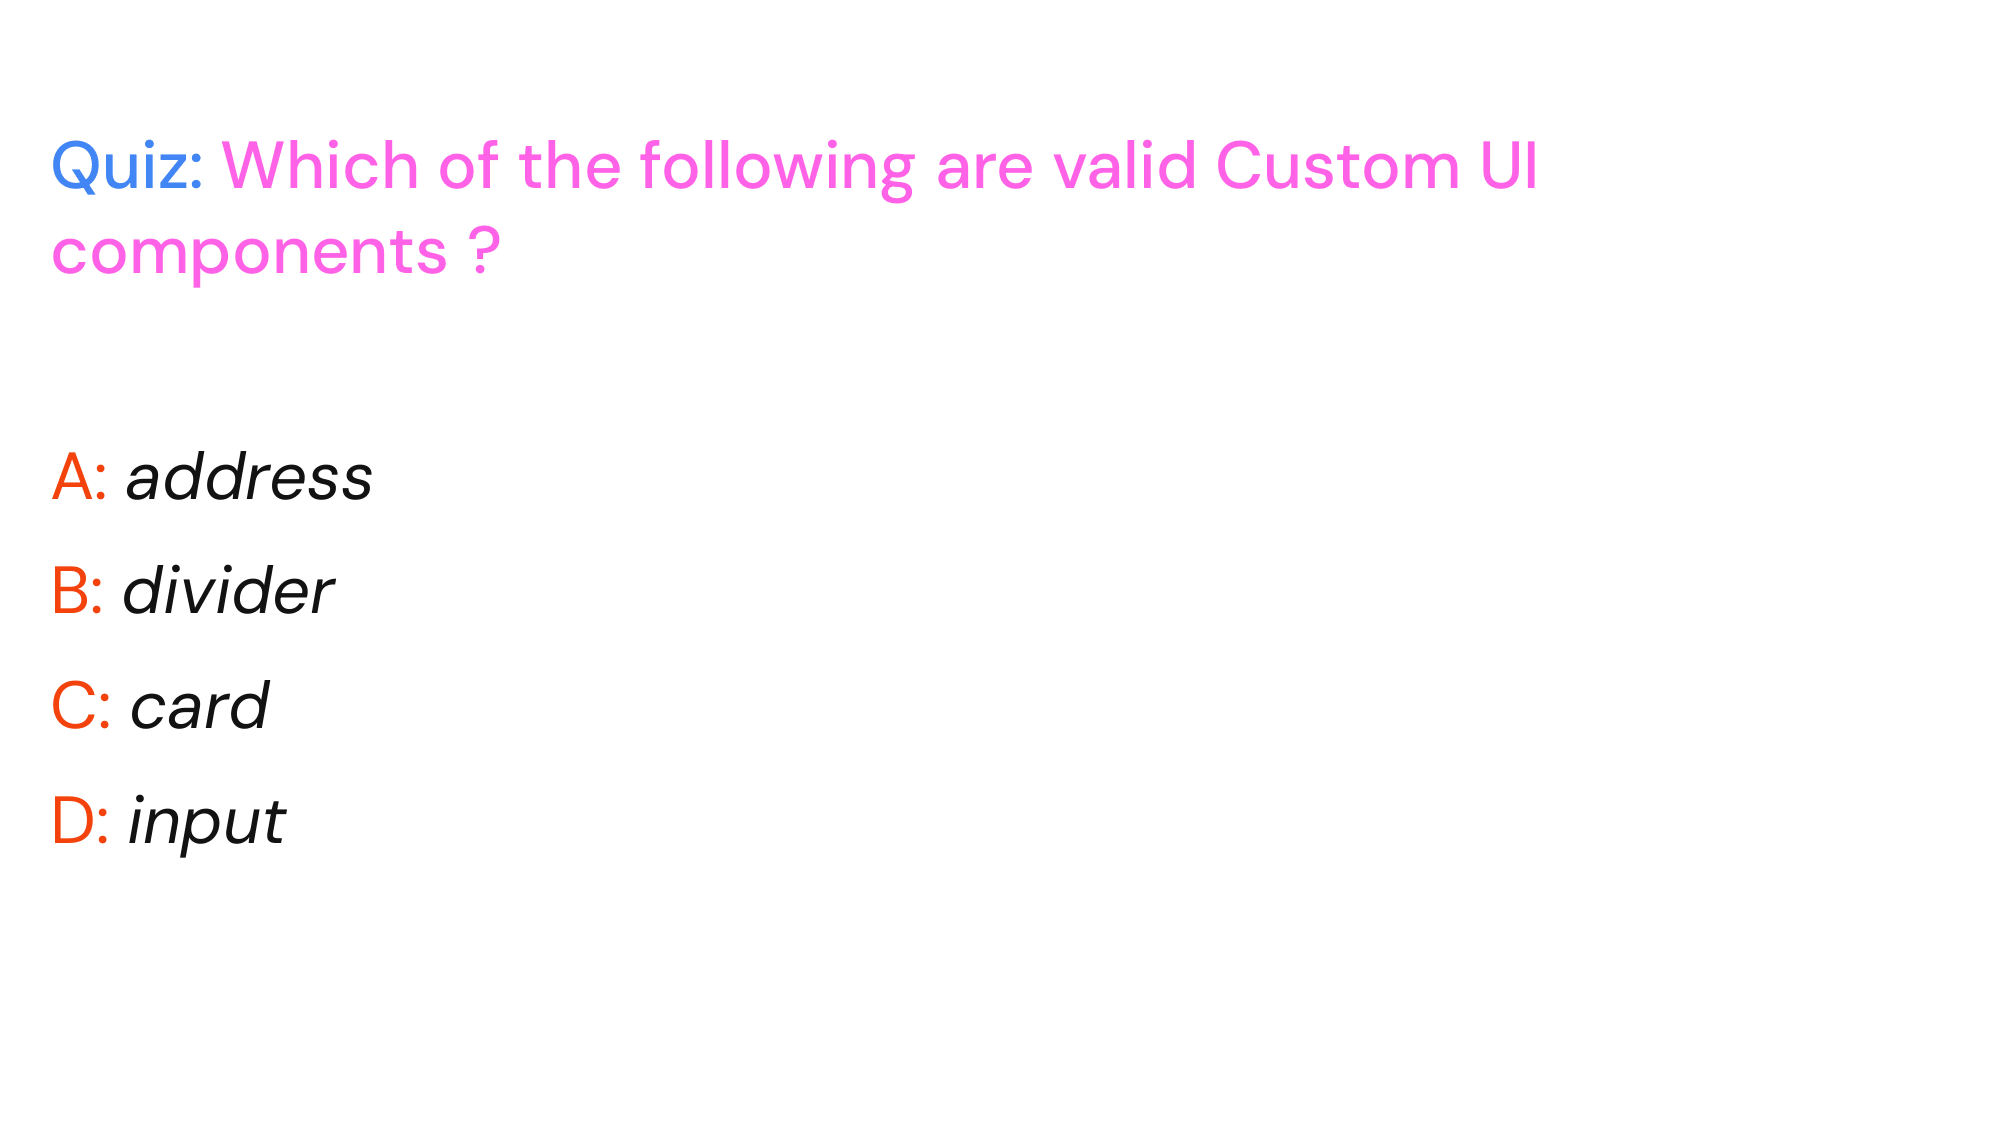 Quiz: Which of the following are valid Custom UI
components ?
A: address
B: divider
C: card
D: input